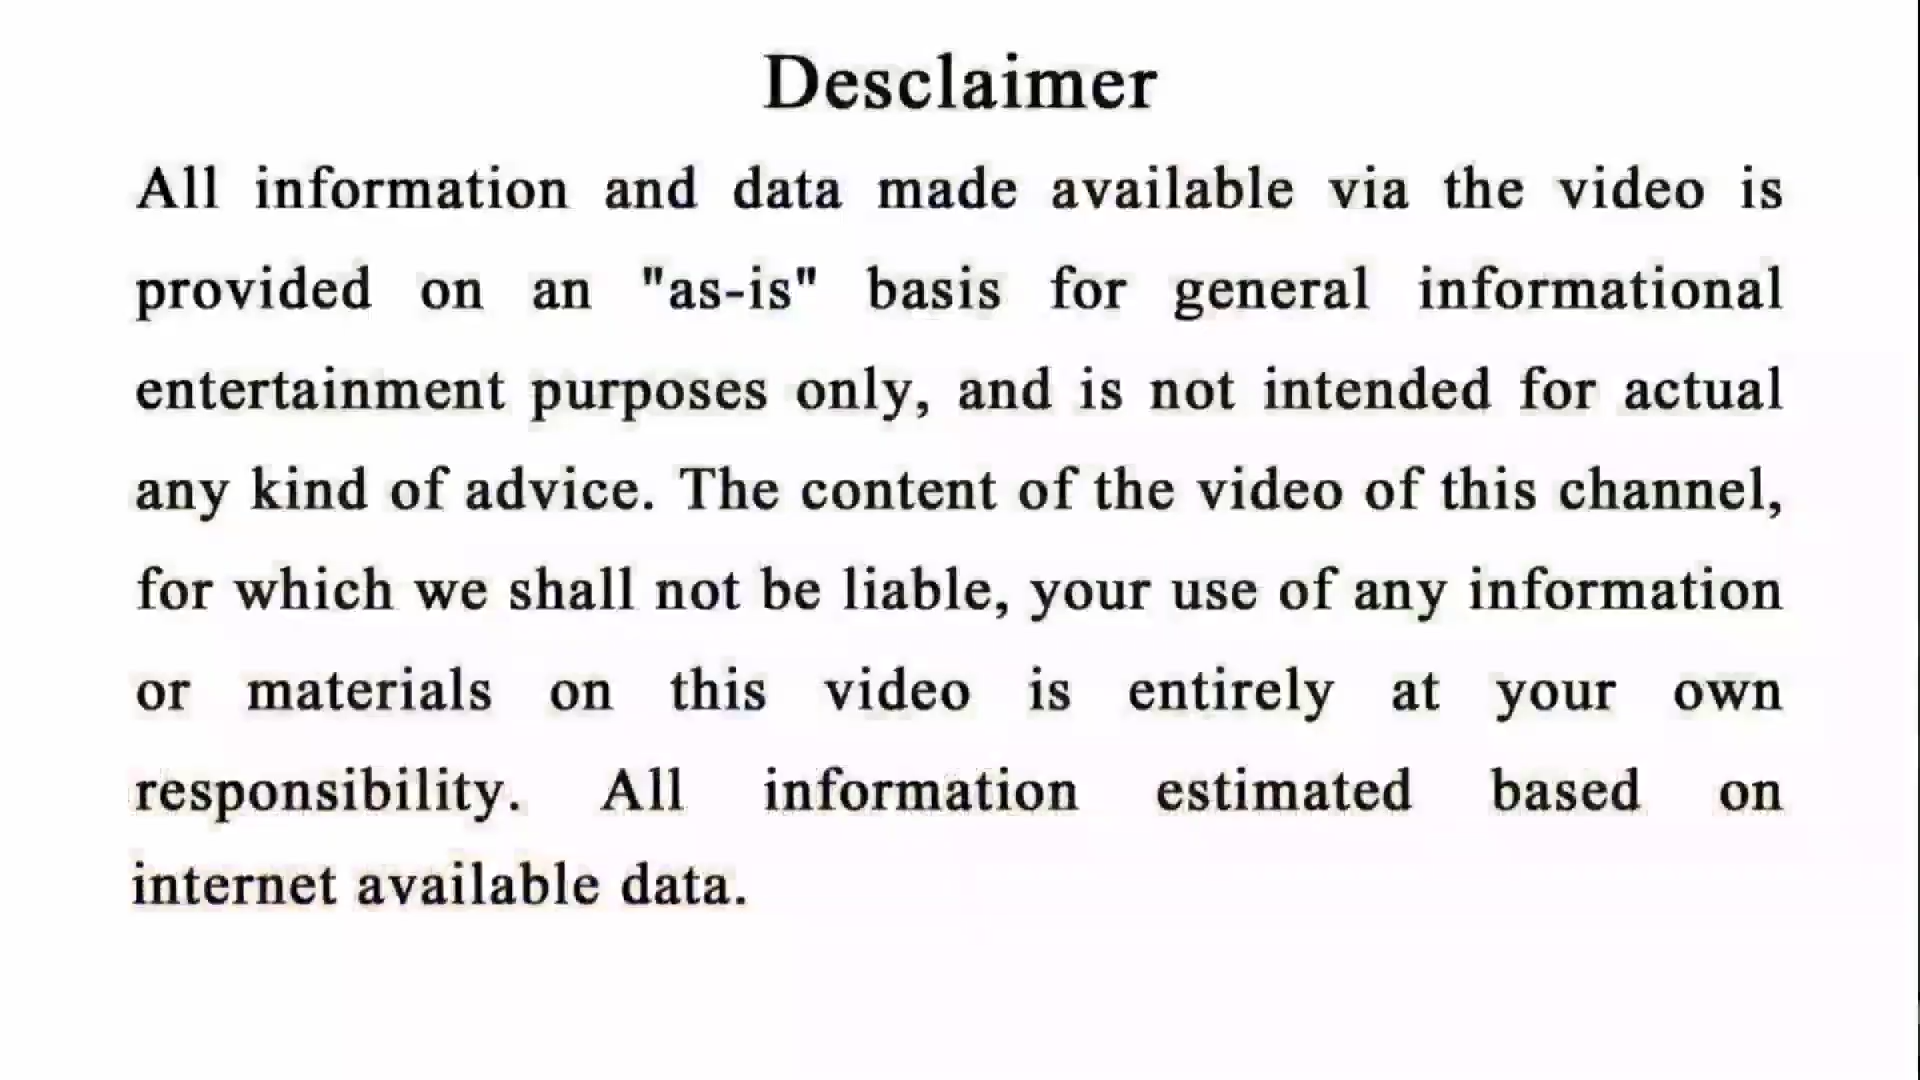 Desclaimer
All information and data made available via the video is
provided on an "as-is" basis for general informational
entertainment purposes only, and is not intended for actual
any kind of advice. The content of the video of this channel,
for which we shall not be liable, your use of any information
or materials on this video is entirely at your own
responsibility. All information estimated based on
internet available data.